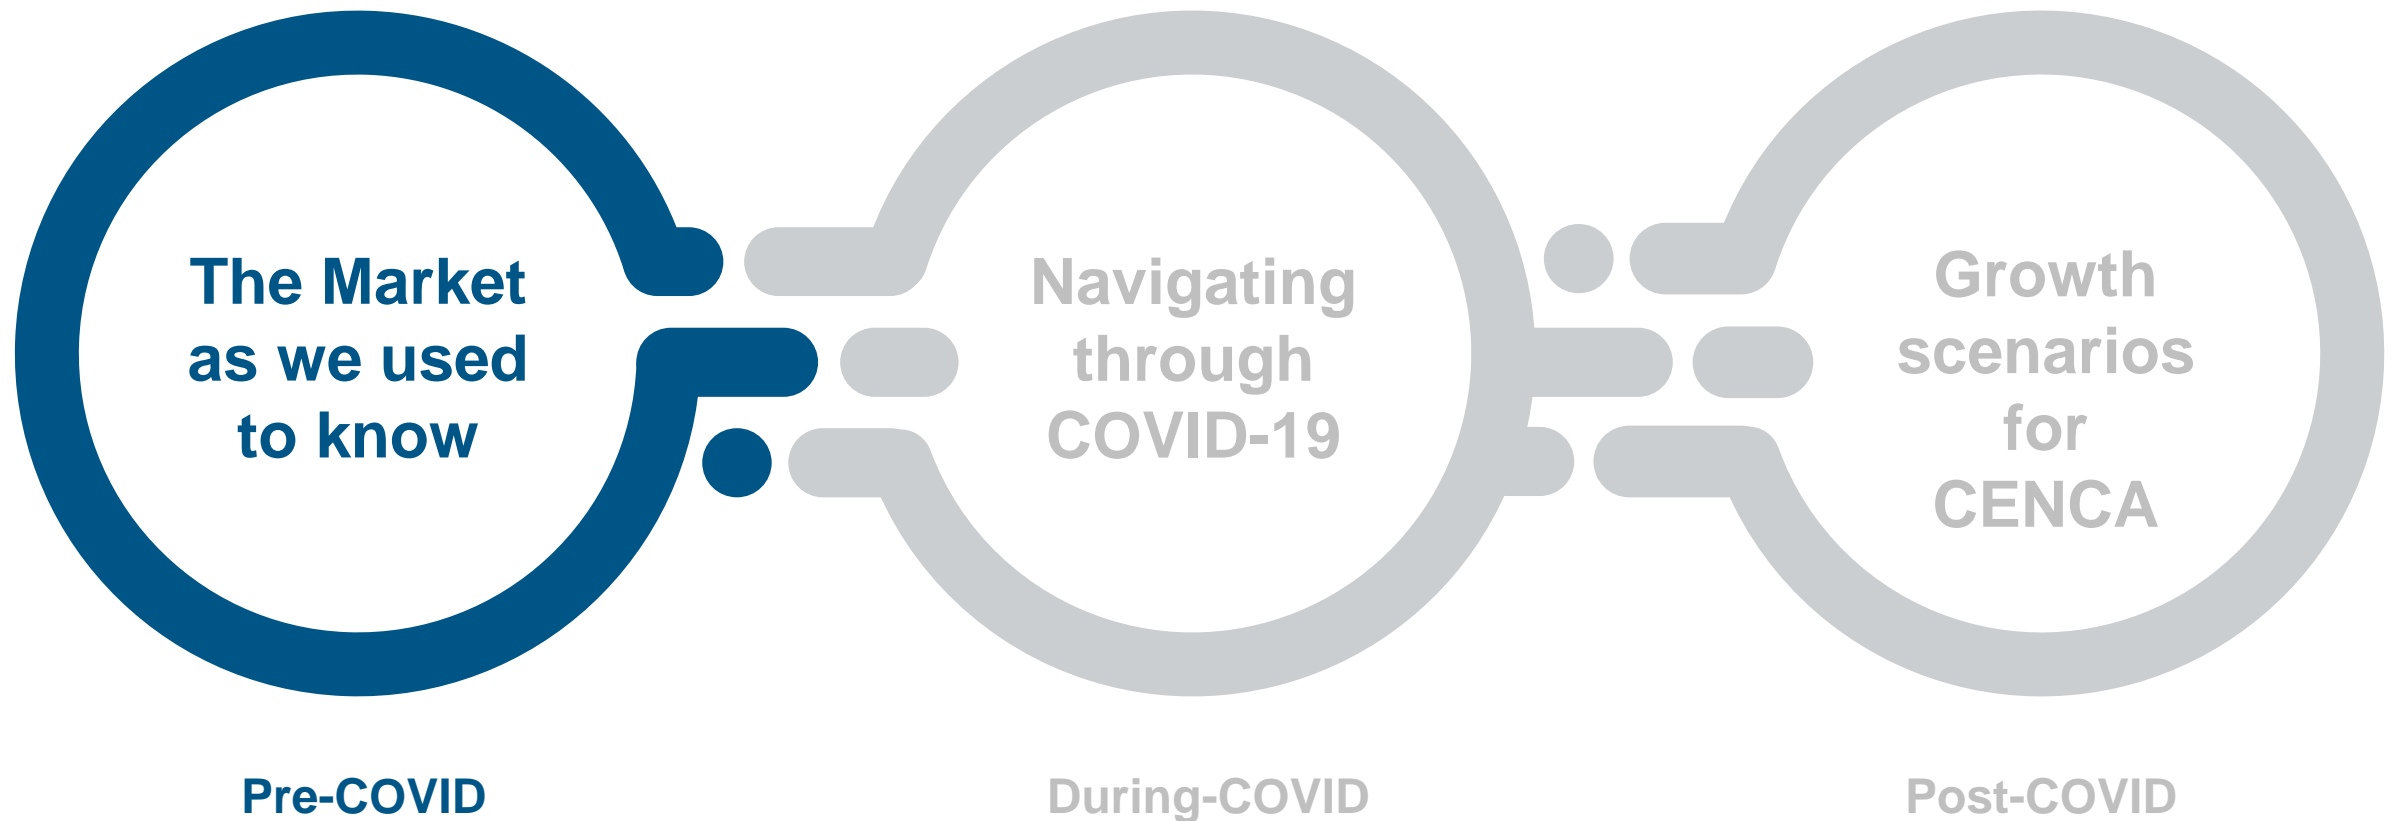 The Market
as we used
to know
Navigating
through
COVID-19
Growth
scenarios
for
CENCA
Pre-COVID
During-COVID
Post-COVID